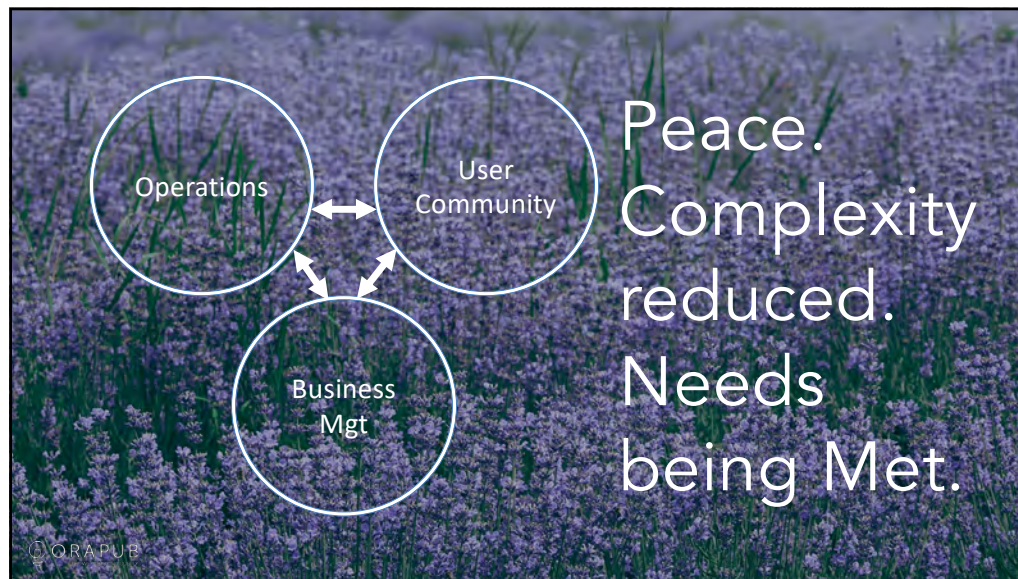 Operations
User
Community
Business
Mgt
Peace.
Complexity
reduced.
Needs
being Met.
ORAPUB